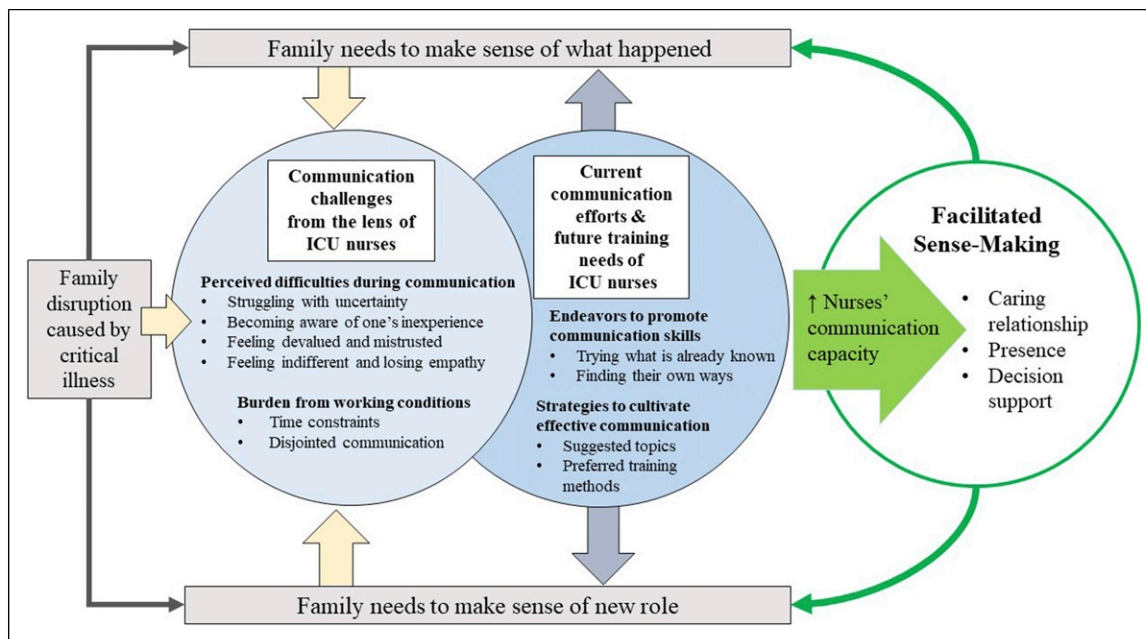 Family needs to make sense of what happened
Family
disruption
caused by
critical
illness
Communication
challenges
from the lens of
ICU nurses
Perceived difficulties during communication
• Struggling with uncertainty
• Becoming aware of one's inexperience
• Feeling devalued and mistrusted
• Feeling indifferent and losing empathy
Burden from working conditions
• Time constraints
• Disjointed communication
Current
communication
efforts &
future training
needs of
ICU nurses
Endeavors to promote
communication skills
• Trying what is already known
• Finding their own ways
Strategies to cultivate
effective communication
• Suggested topics
• Preferred training
methods
↑ Nurses'
communication
capacity
Facilitated
Sense-Making
• Caring
relationship
• Presence
• Decision
support
Family needs to make sense of new role